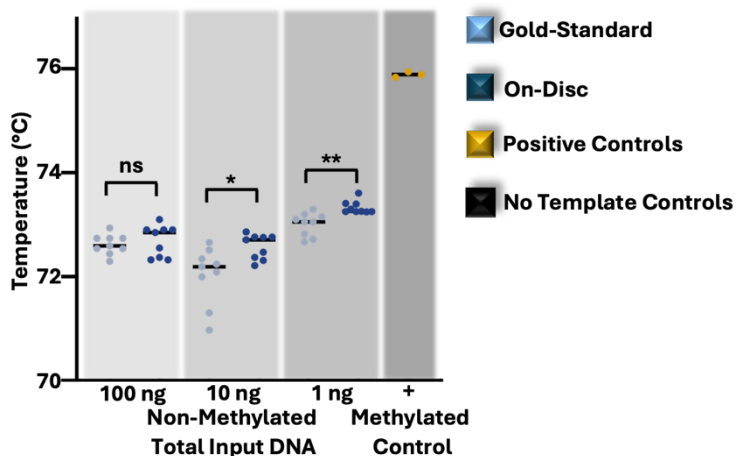 Temperature (°C)
76
74
72
70
ns
*
**
100 ng
10 ng
1 ng
+
Non-Methylated
Total Input DNA
Methylated
Control
Gold-Standard
On-Disc
Positive Controls
No Template Controls